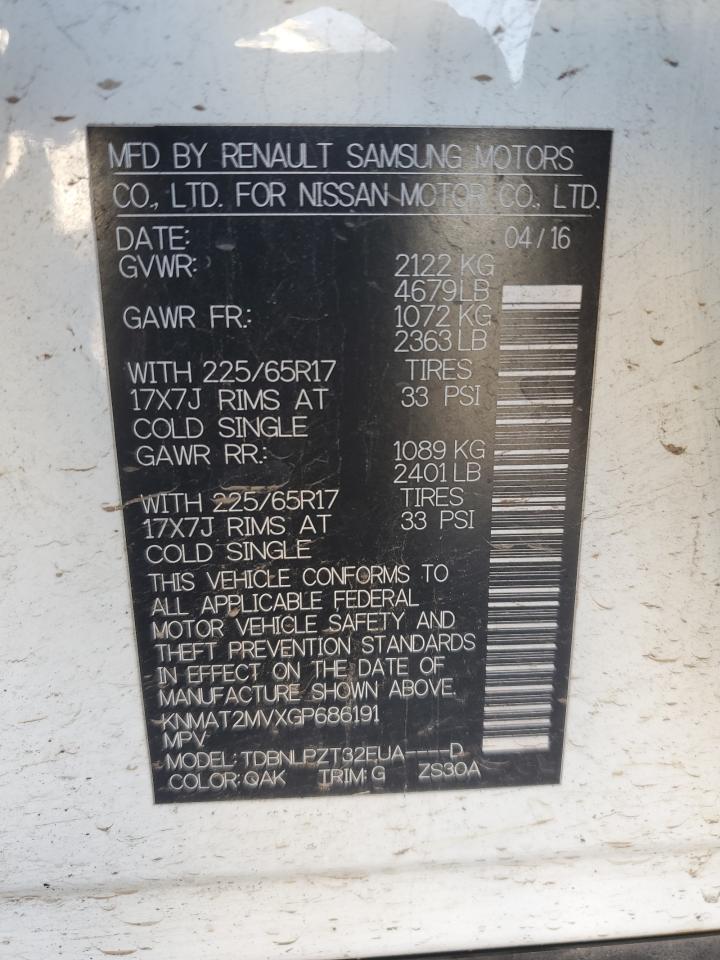 MFD BY RENAULT SAMSUNG MOTORS
CO., LTD. FOR NISSAN MOTOR CO., LTD.
DATE: 04 / 16
GVWR: 2122 KG
4679 LB
GAWR FR.: 1072 KG
2363 LB
WITH 225/65R17 TIRES
17X7J RIMS AT 33 PSI
COLD SINGLE
GAWR RR.: 1089 KG
2401 LB
WITH 225/65R17 TIRES
17X7J RIMS AT 33 PSI
COLD SINGLE
THIS VEHICLE CONFORMS TO
ALL APPLICABLE FEDERAL
MOTOR VEHICLE SAFETY AND
THEFT PREVENTION STANDARDS
IN EFFECT ON THE DATE OF
MANUFACTURE SHOWN ABOVE.
KNMAT2MVXGP686191
MPV
MODEL: TDBNLPZT32EUA----D
COLOR: QAK TRIM: G ZS30A